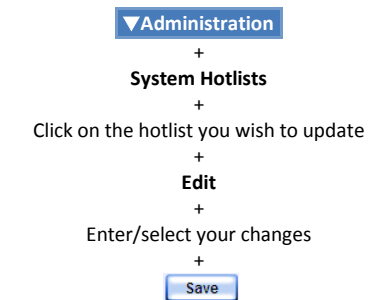 ▼Administration
+
System Hotlists
+
Click on the hotlist you wish to update
+
Edit
+
Enter/select your changes
+
Save